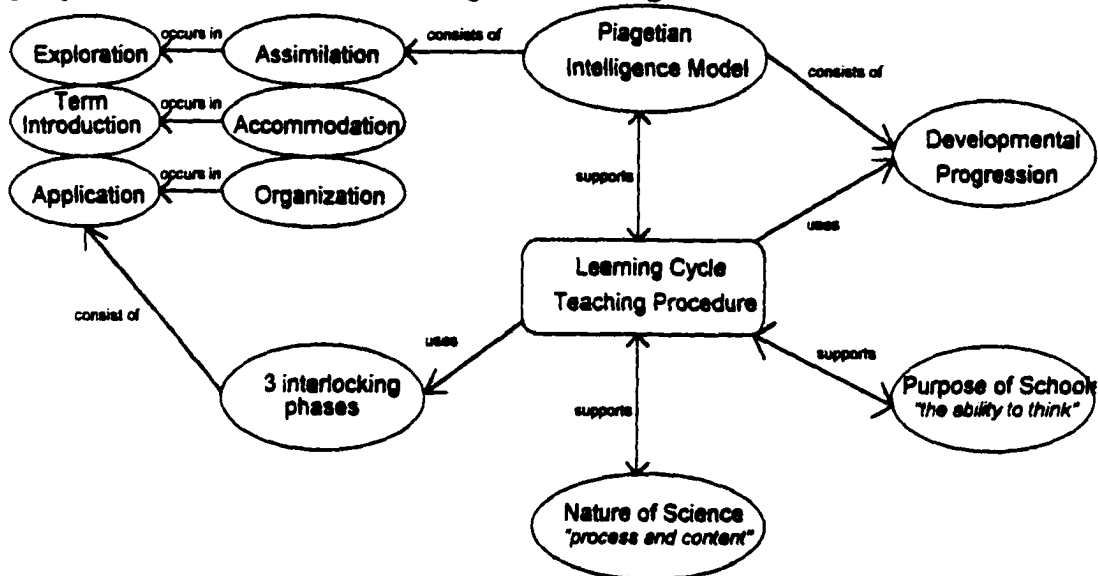 Exploration
occurs in
Assimilation
consists of
Piagetian
Intelligence Model
consists of
Term
Introduction
occurs in
Accommodation
Developmental
Progression
Application
occurs in
Organization
supports
uses
Learning Cycle
Teaching Procedure
consist of
uses
supports
3 interlocking
phases
supports
Purpose of School
"the ability to think"
Nature of Science
"process and content"